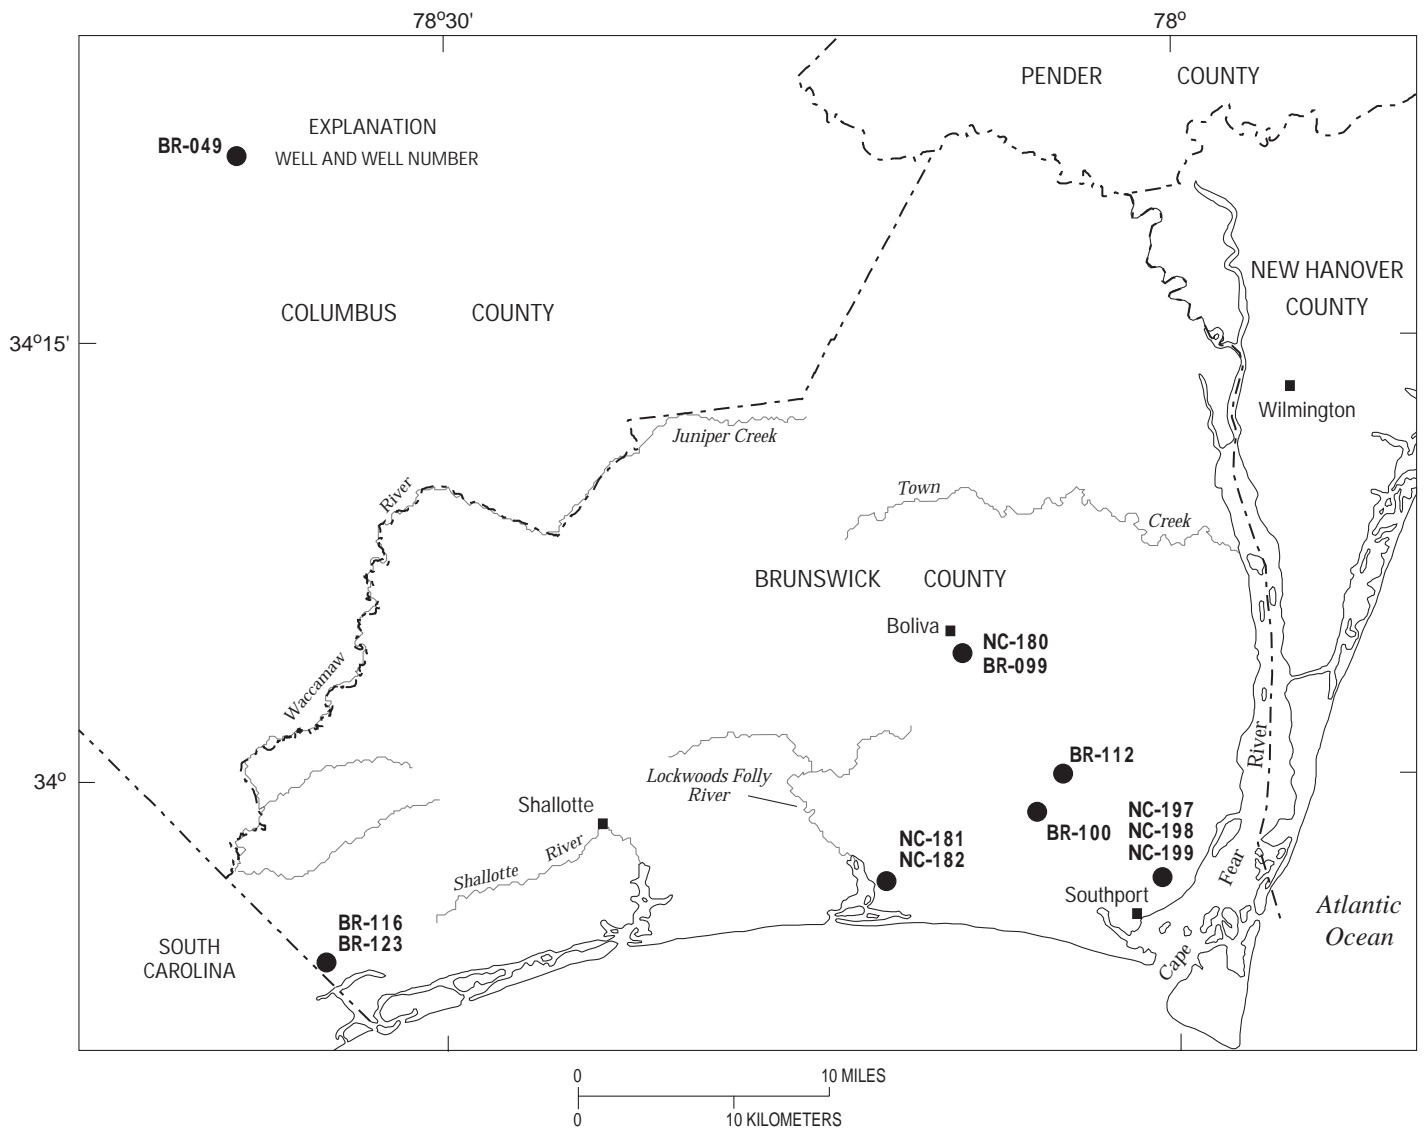 78º30'
78º
PENDER COUNTY
EXPLANATION
BR-049
WELL AND WELL NUMBER
NEW HANOVER
COUNTY
COLUMBUS COUNTY
34º15'
Wilmington
Juniper Creek
River
Town
Creek
BRUNSWICK COUNTY
Boliva
NC-180
BR-099
Waccamaw
River
BR-112
34º
Lockwoods Folly
River
Shallotte
NC-197
NC-198
NC-199
BR-100
NC-181
NC-182
River
Shallotte
Fear
Southport
Atlantic
Ocean
BR-116
BR-123
SOUTH
CAROLINA
Cape
0 10 MILES
0 10 KILOMETERS